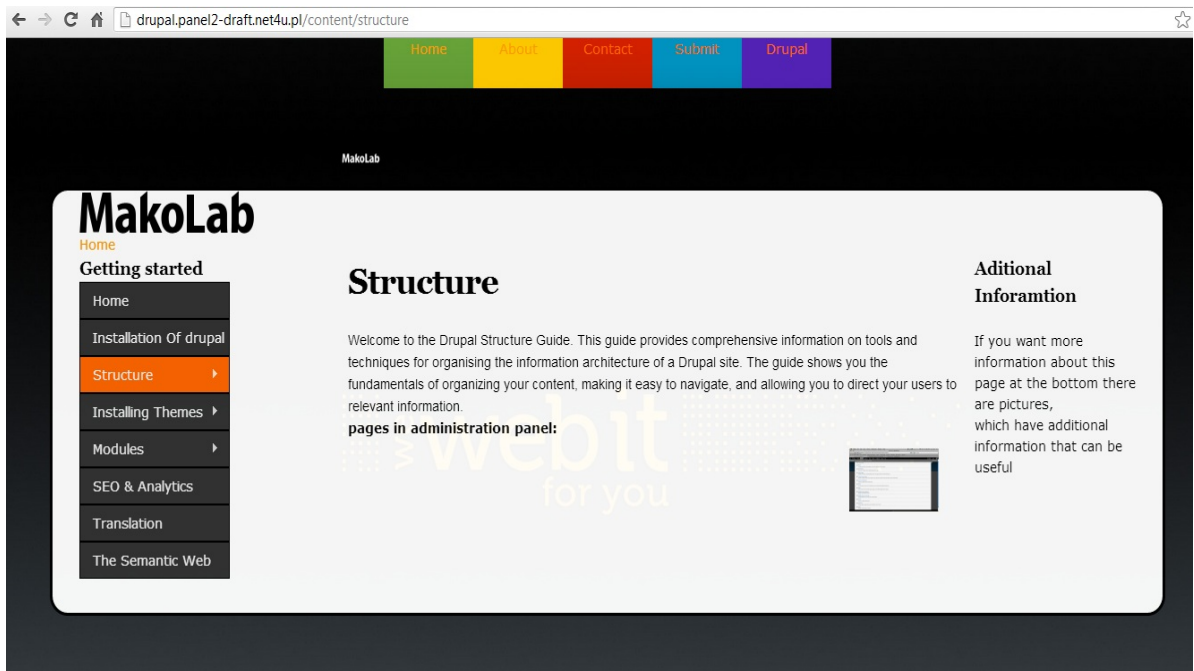 drupal.panel2-draft.net4u.pl/content/structure
Home About Contact Submit Drupal
MakoLab
MakoLab
Home
Getting started
Home
Installation Of drupal
Structure
Installing Themes
Modules
SEO & Analytics
Translation
The Semantic Web
Structure
Welcome to the Drupal Structure Guide. This guide provides comprehensive information on tools and
techniques for organising the information architecture of a Drupal site. The guide shows you the
fundamentals of organizing your content, making it easy to navigate, and allowing you to direct your users to
relevant information.
pages in administration panel:
webit
for you
Aditional
Inforamtion
If you want more
information about this
page at the bottom there
are pictures,
which have additional
information that can be
useful